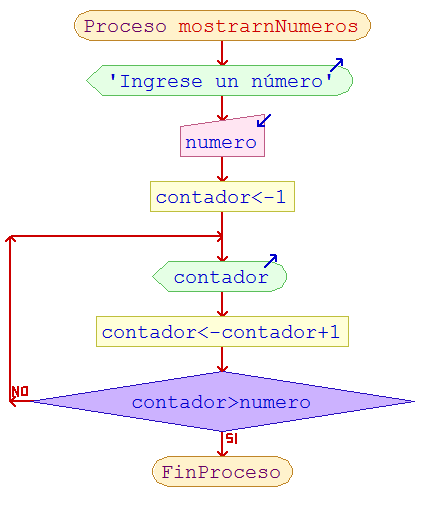 Proceso mostrarnNumeros
'Ingrese un número'
numero
contador<-1
contador
contador<-contador+1
contador>numero
NO
SI
FinProceso